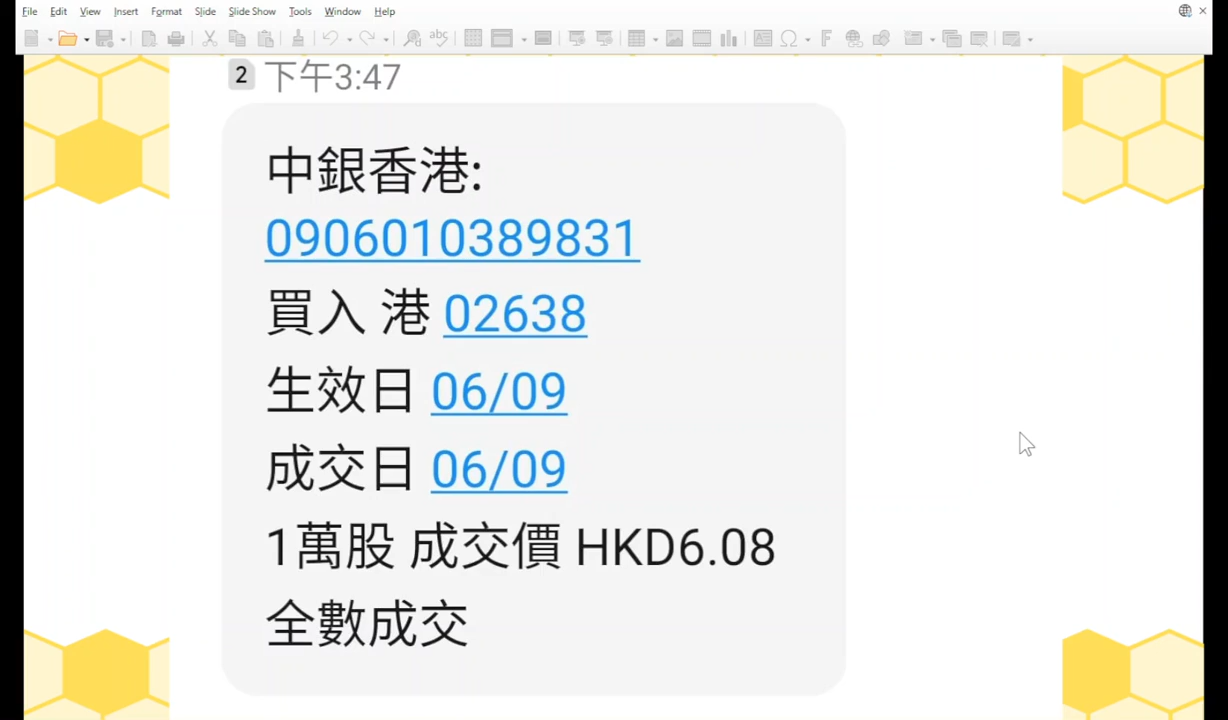 File Edit View Insert Format Slide Slide Show Tools Window Help
2 下午3:47
中銀香港:
0906010389831
買入 港 02638
生效日 06/09
成交日 06/09
1萬股 成交價 HKD6.08
全數成交